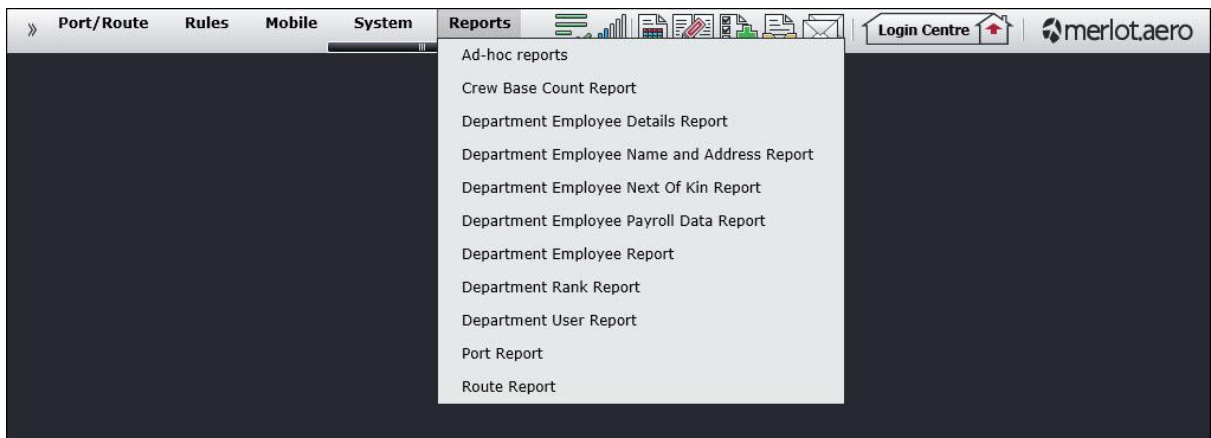 » Port/Route Rules Mobile System Reports Login Centre merlot.aero
Ad-hoc reports
Crew Base Count Report
Department Employee Details Report
Department Employee Name and Address Report
Department Employee Next Of Kin Report
Department Employee Payroll Data Report
Department Employee Report
Department Rank Report
Department User Report
Port Report
Route Report